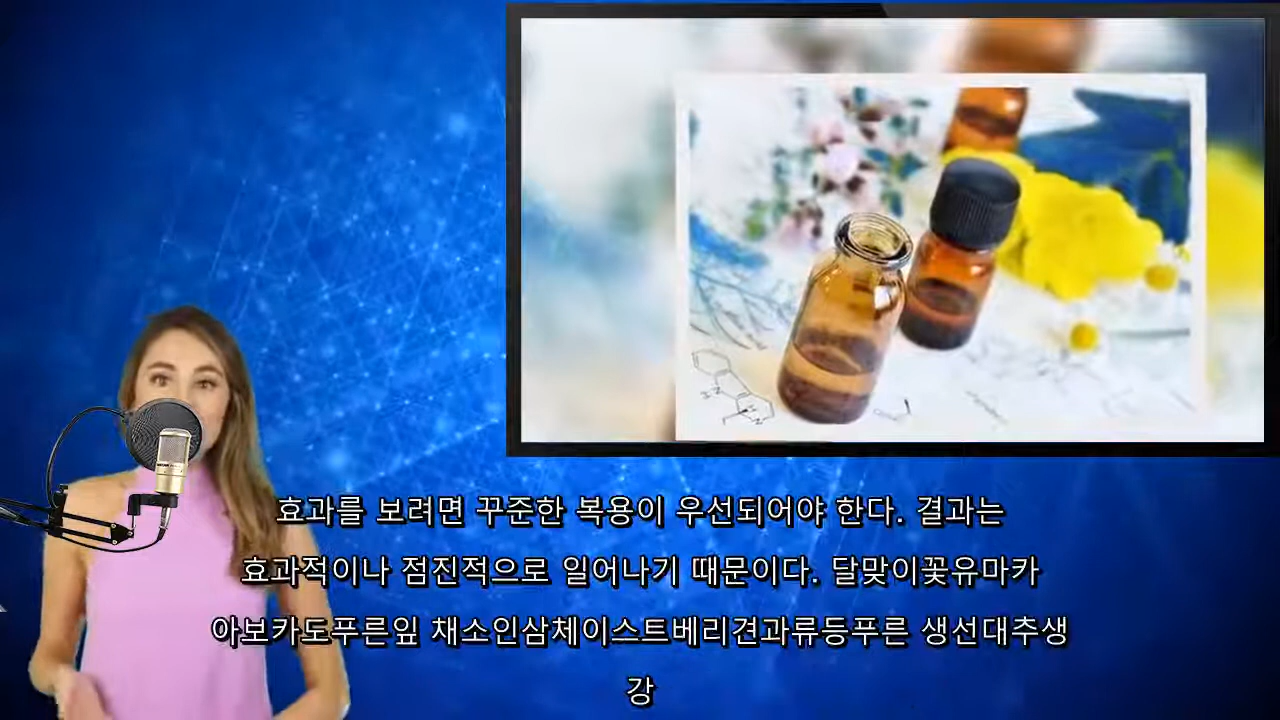 효과를 보려면 꾸준한 복용이 우선되어야 한다. 결과는
효과적이나 점진적으로 일어나기 때문이다. 달맞이꽃유마카
아보카도푸른잎 채소인삼체이스트베리견과류등푸른 생선대추생
강